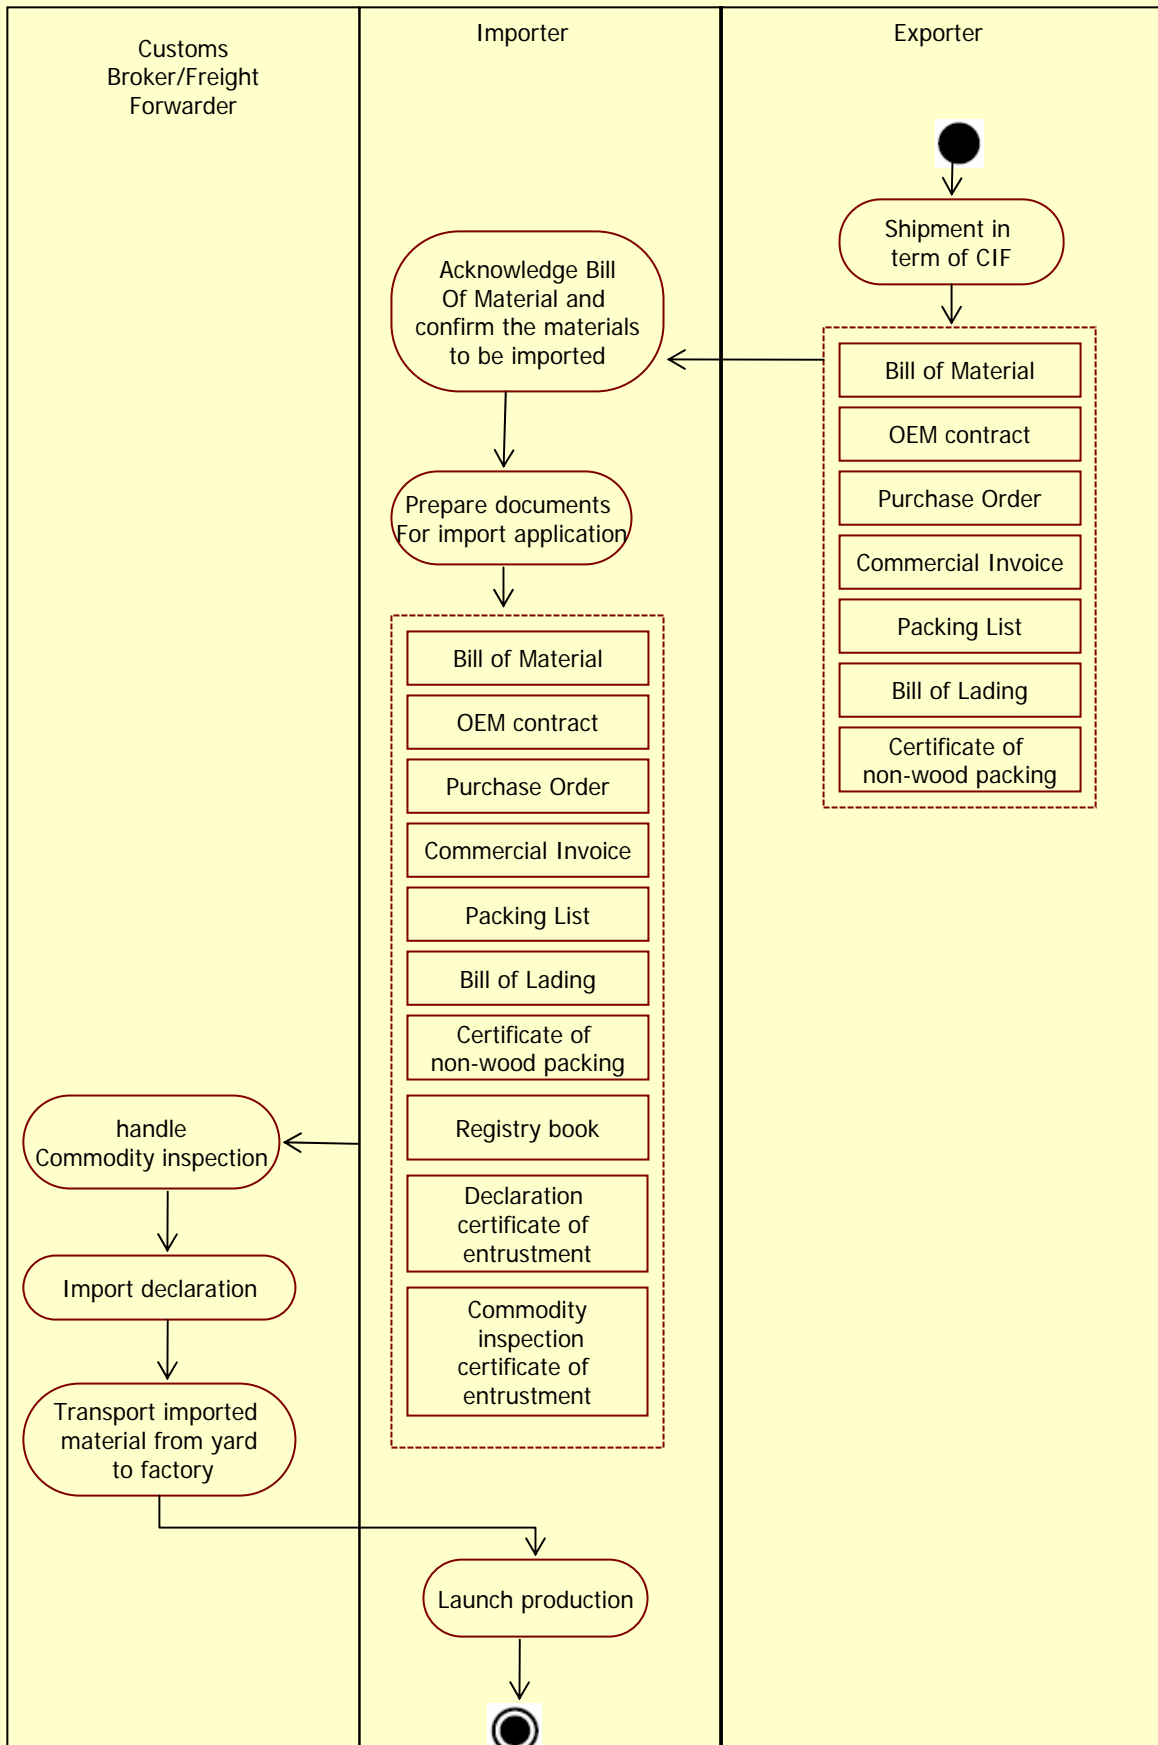 Customs
Broker/Freight
Forwarder
Importer
Exporter
Shipment in
term of CIF
Bill of Material
OEM contract
Purchase Order
Commercial Invoice
Packing List
Bill of Lading
Certificate of
non-wood packing
Acknowledge Bill
Of Material and
confirm the materials
to be imported
Prepare documents
For import application
Bill of Material
OEM contract
Purchase Order
Commercial Invoice
Packing List
Bill of Lading
Certificate of
non-wood packing
Registry book
Declaration
certificate of
entrustment
Commodity
inspection
certificate of
entrustment
handle
Commodity inspection
Import declaration
Transport imported
material from yard
to factory
Launch production